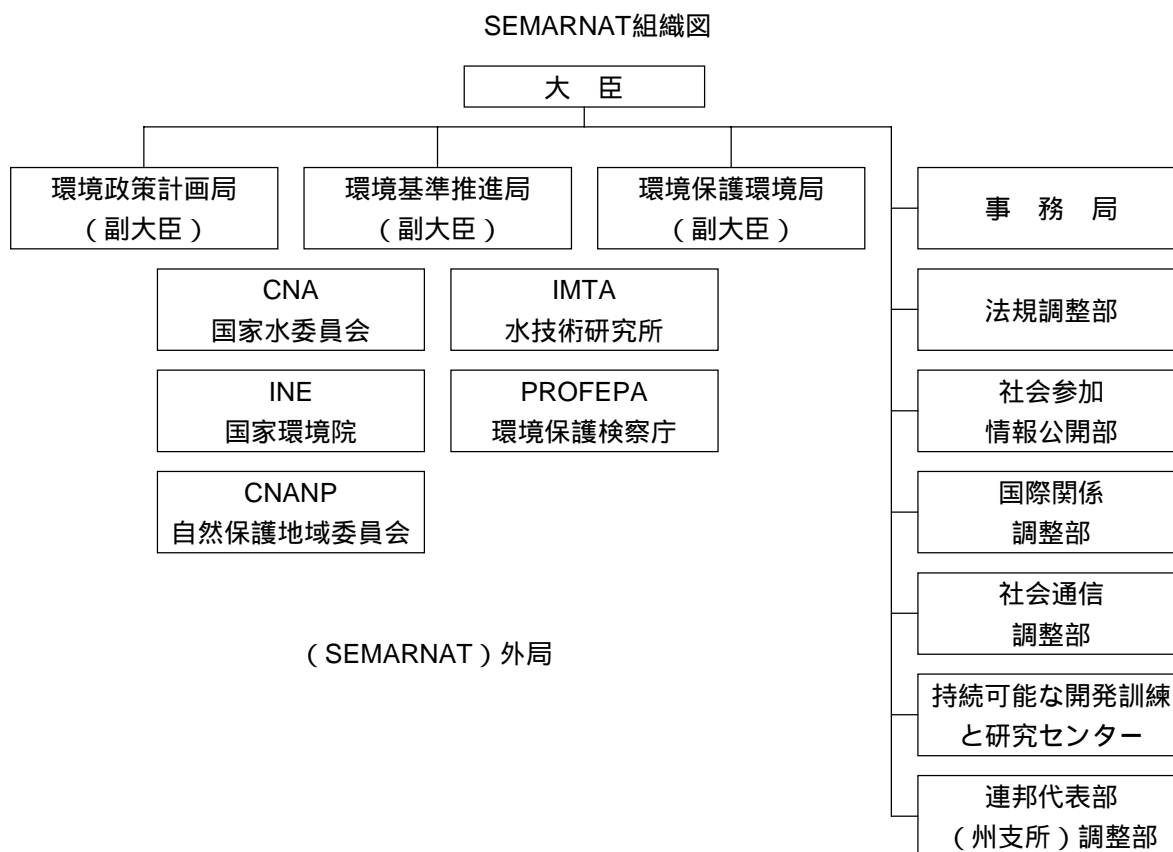 SEMARNAT組織図
大　臣
環境政策計画局
（副大臣）
環境基準推進局
（副大臣）
環境保護環境局
（副大臣）
CNA
国家水委員会
IMTA
水技術研究所
INE
国家環境院
PROFEPA
環境保護検察庁
CNANP
自然保護地域委員会
（SEMARNAT）外局
事　務　局
法規調整部
社会参加
情報公開部
国際関係
調整部
社会通信
調整部
持続可能な開発訓練
と研究センター
連邦代表部
（州支所）調整部